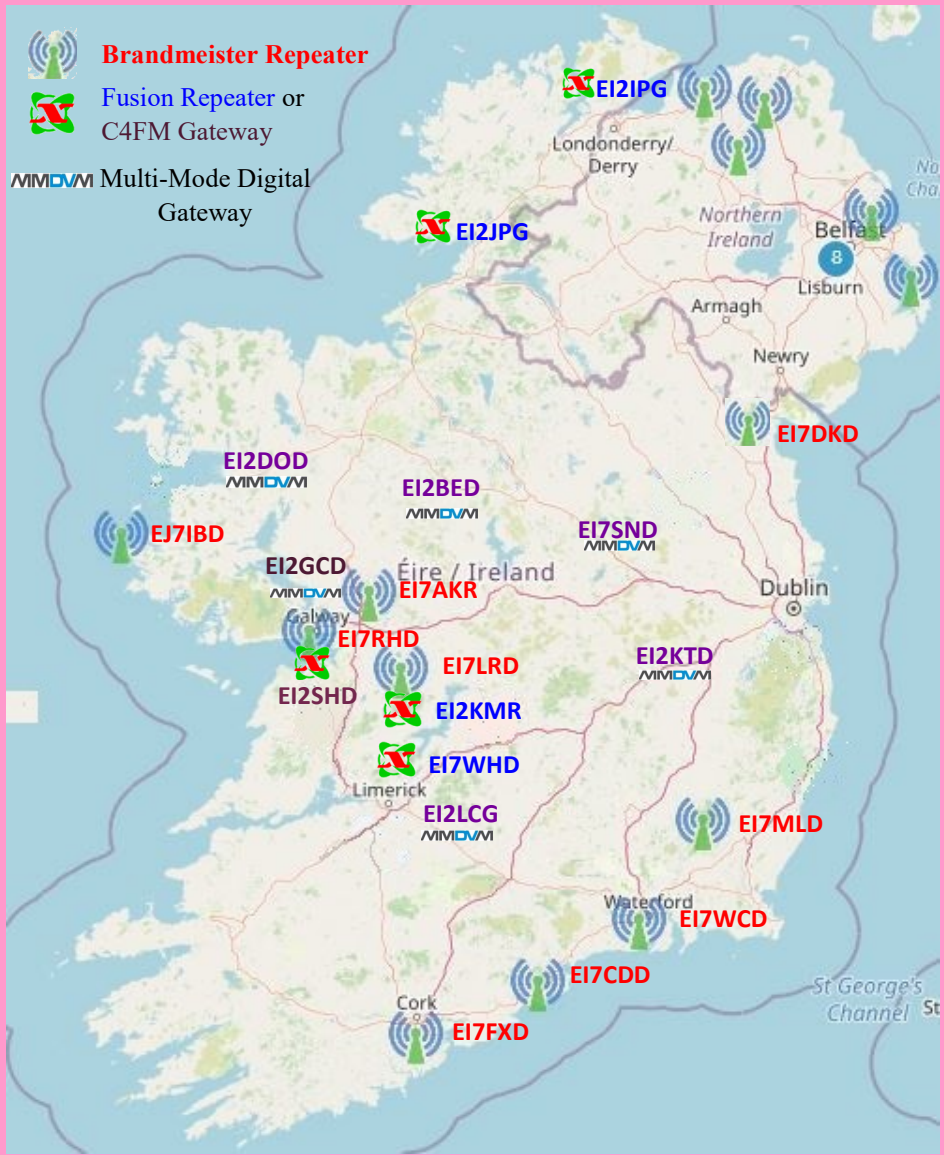 Brandmeister Repeater
Fusion Repeater or
C4FM Gateway
MMDVM Multi-Mode Digital
Gateway
EI2IPG
Londonderry/
Derry
No
Cha
Northern
Ireland
Belfast
EI2JPG
8
Lisburn
Armagh
Newry
EI7DKD
EI2DOD
MMDVM
EI2BED
MMDVM
EJ7IBD
EI7SND
MMDVM
EI2GCD
MMDVM
Éire / Ireland
EI7AKR
Dublin
Galway
EI7RHD
EI7LRD
EI2KTD
MMDVM
EI2SHD
EI2KMR
EI7WHD
Limerick
EI2LCG
MMDVM
EI7MLD
Waterford
EI7WCD
EI7CDD
St George's
Channel
St
Cork
EI7FXD